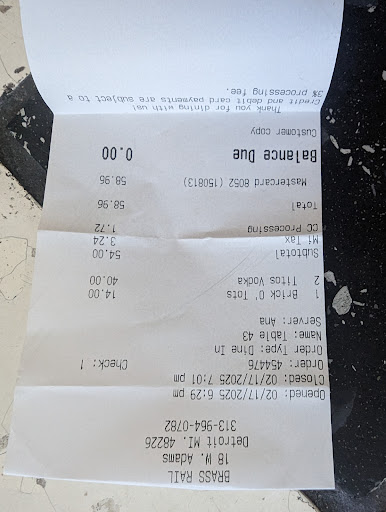 BRASS RAIL
18 W. Adams
Detroit MI. 48226
313-964-0782
Opened: 02/17/2025 6:29 pm
Closed: 02/17/2025 7:01 pm
Order: 454476 Check: 1
Order Type: Dine In
Name: Table 43
Server: Ana
1 Brick O' Tots 14.00
2 Titos Vodka 40.00
Subtotal 54.00
Mi Tax 3.24
CC Processing 1.72
Total 58.96
Mastercard 8052 (150813) 58.96
Balance Due 0.00
Customer copy
Thank you for dining with us!
Credit and debit card payments are subject to a
3% processing fee.